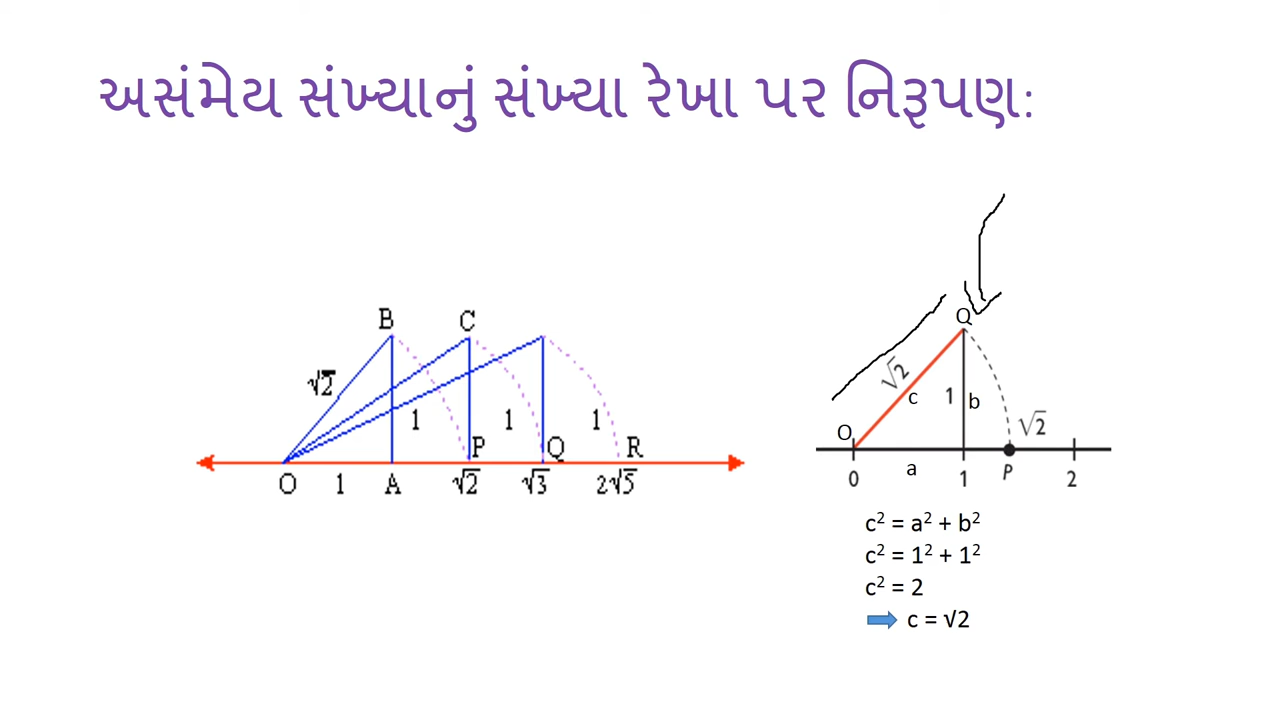 અસંમેય સંખ્યાનું સંખ્યા રેખા પર નિરૂપણ:
B C
√2
1 1 1
P Q R
O 1 A √2 √3 2√5
Q
√2
c 1 b
O √2
a
0 1 P 2
c² = a² + b²
c² = 1² + 1²
c² = 2
c = √2